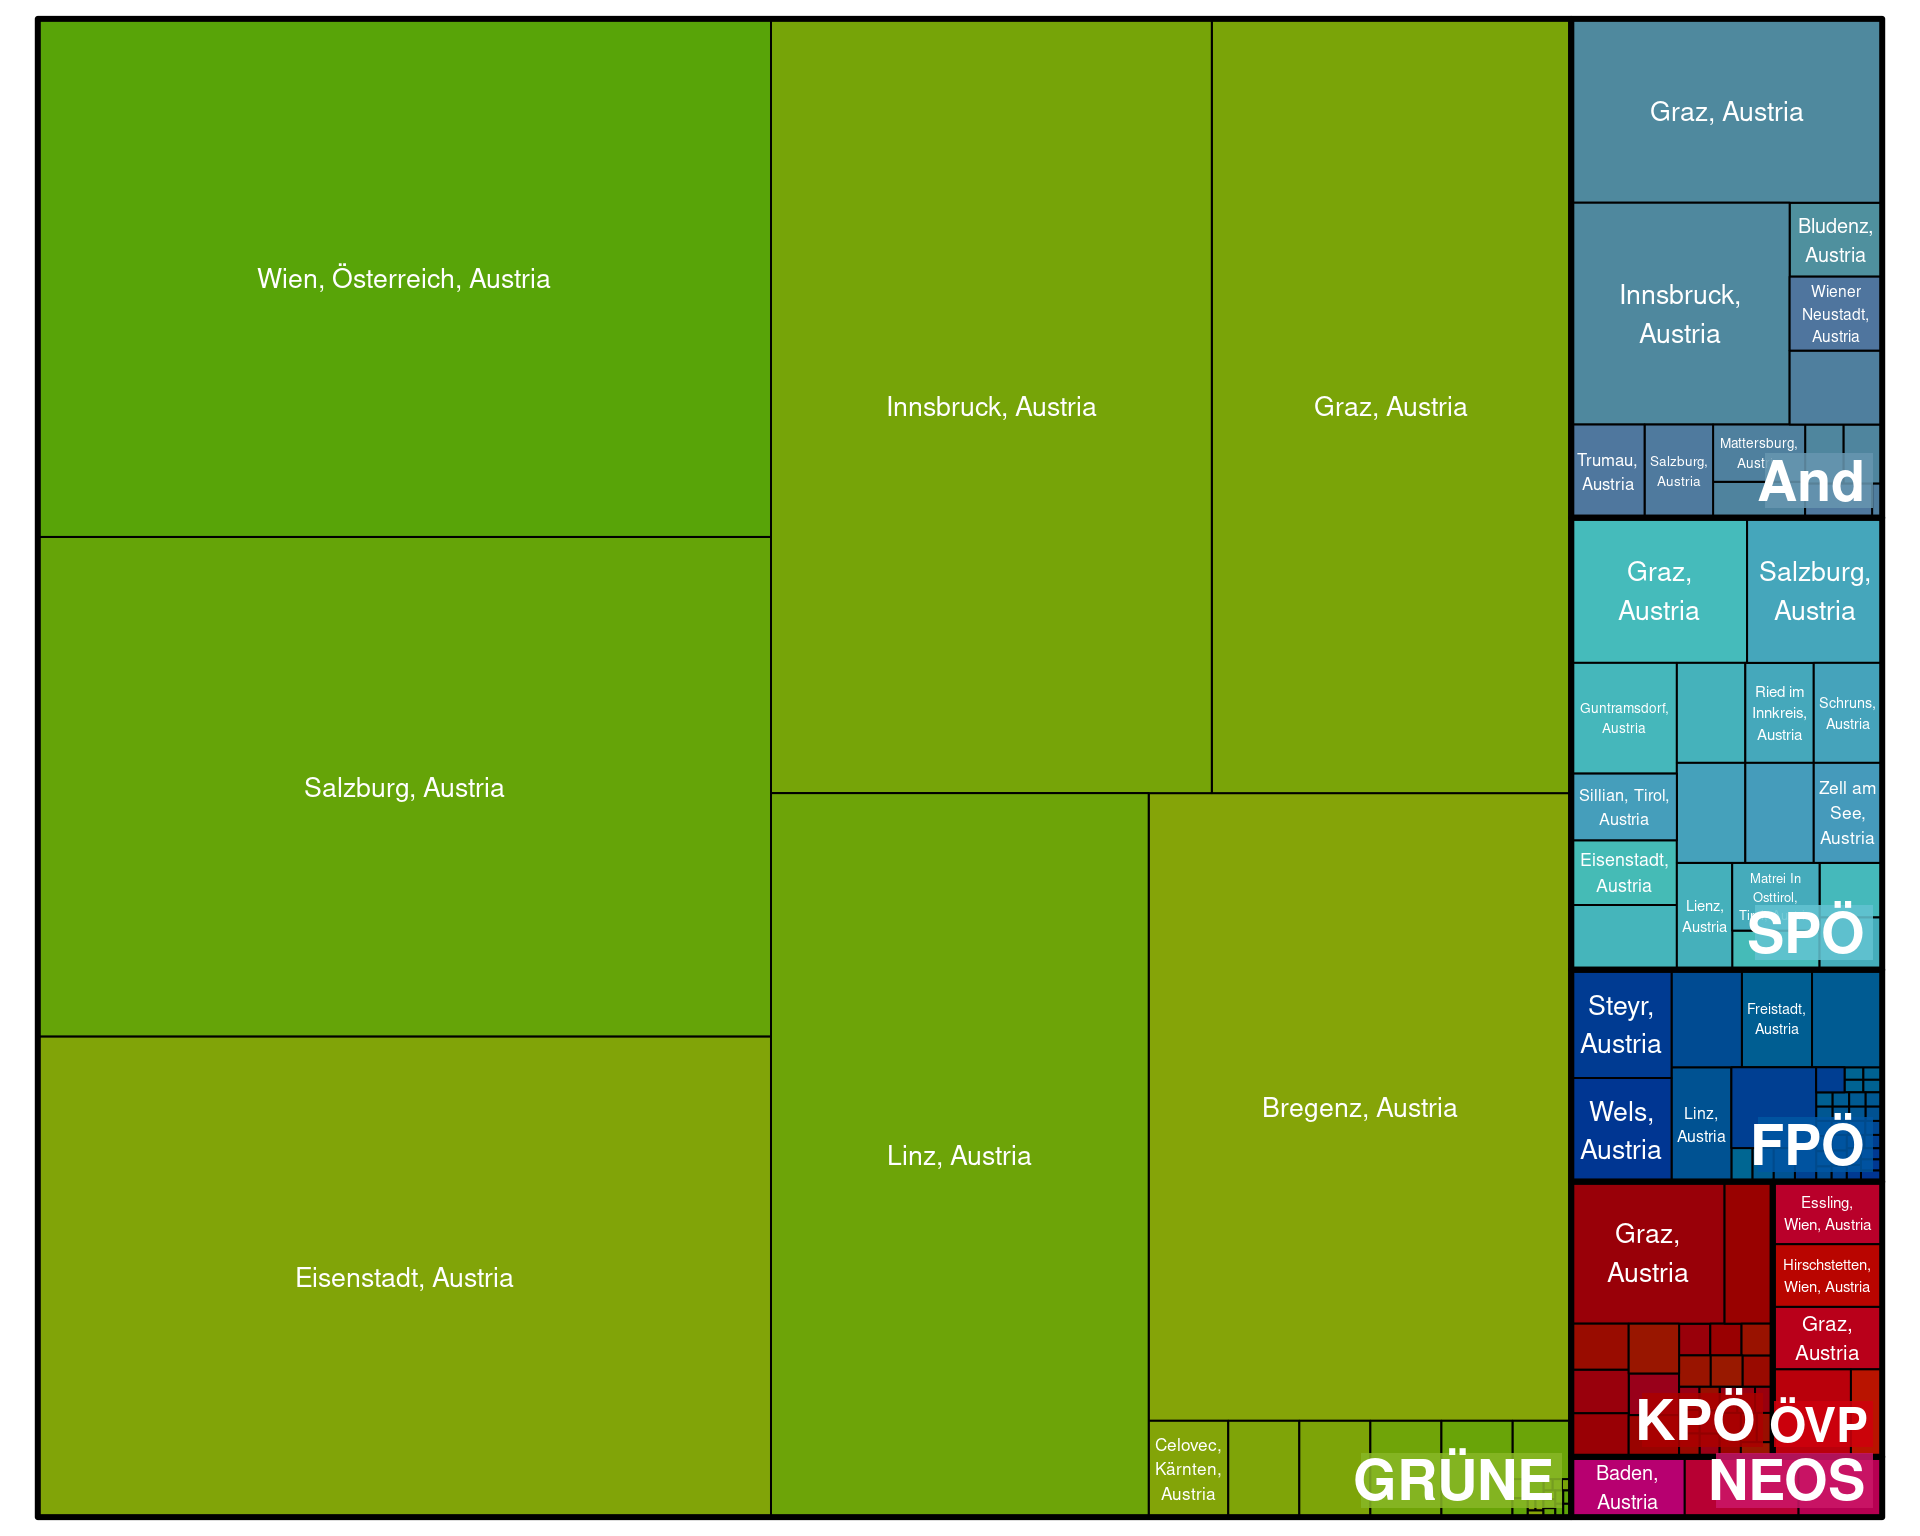 Wien, Österreich, Austria
Salzburg, Austria
Eisenstadt, Austria
Innsbruck, Austria
Graz, Austria
Linz, Austria
Bregenz, Austria
Celovec,
Kärnten,
Austria
GRÜNE
Graz, Austria
Innsbruck,
Austria
Bludenz,
Austria
Wiener
Neustadt,
Austria
Trumau,
Austria
Salzburg,
Austria
Mattersburg,
And
Graz,
Austria
Salzburg,
Austria
Guntramsdorf,
Austria
Ried im
Innkreis,
Austria
Schruns,
Austria
Sillian, Tirol,
Austria
Zell am
See,
Austria
Eisenstadt,
Austria
Lienz,
Austria
Matrei In
Osttirol,
SPÖ
Steyr,
Austria
Freistadt,
Austria
Wels,
Austria
Linz,
Austria
FPÖ
Graz,
Austria
KPÖ
Essling,
Wien, Austria
Hirschstetten,
Wien, Austria
Graz,
Austria
ÖVP
Baden,
Austria
NEOS